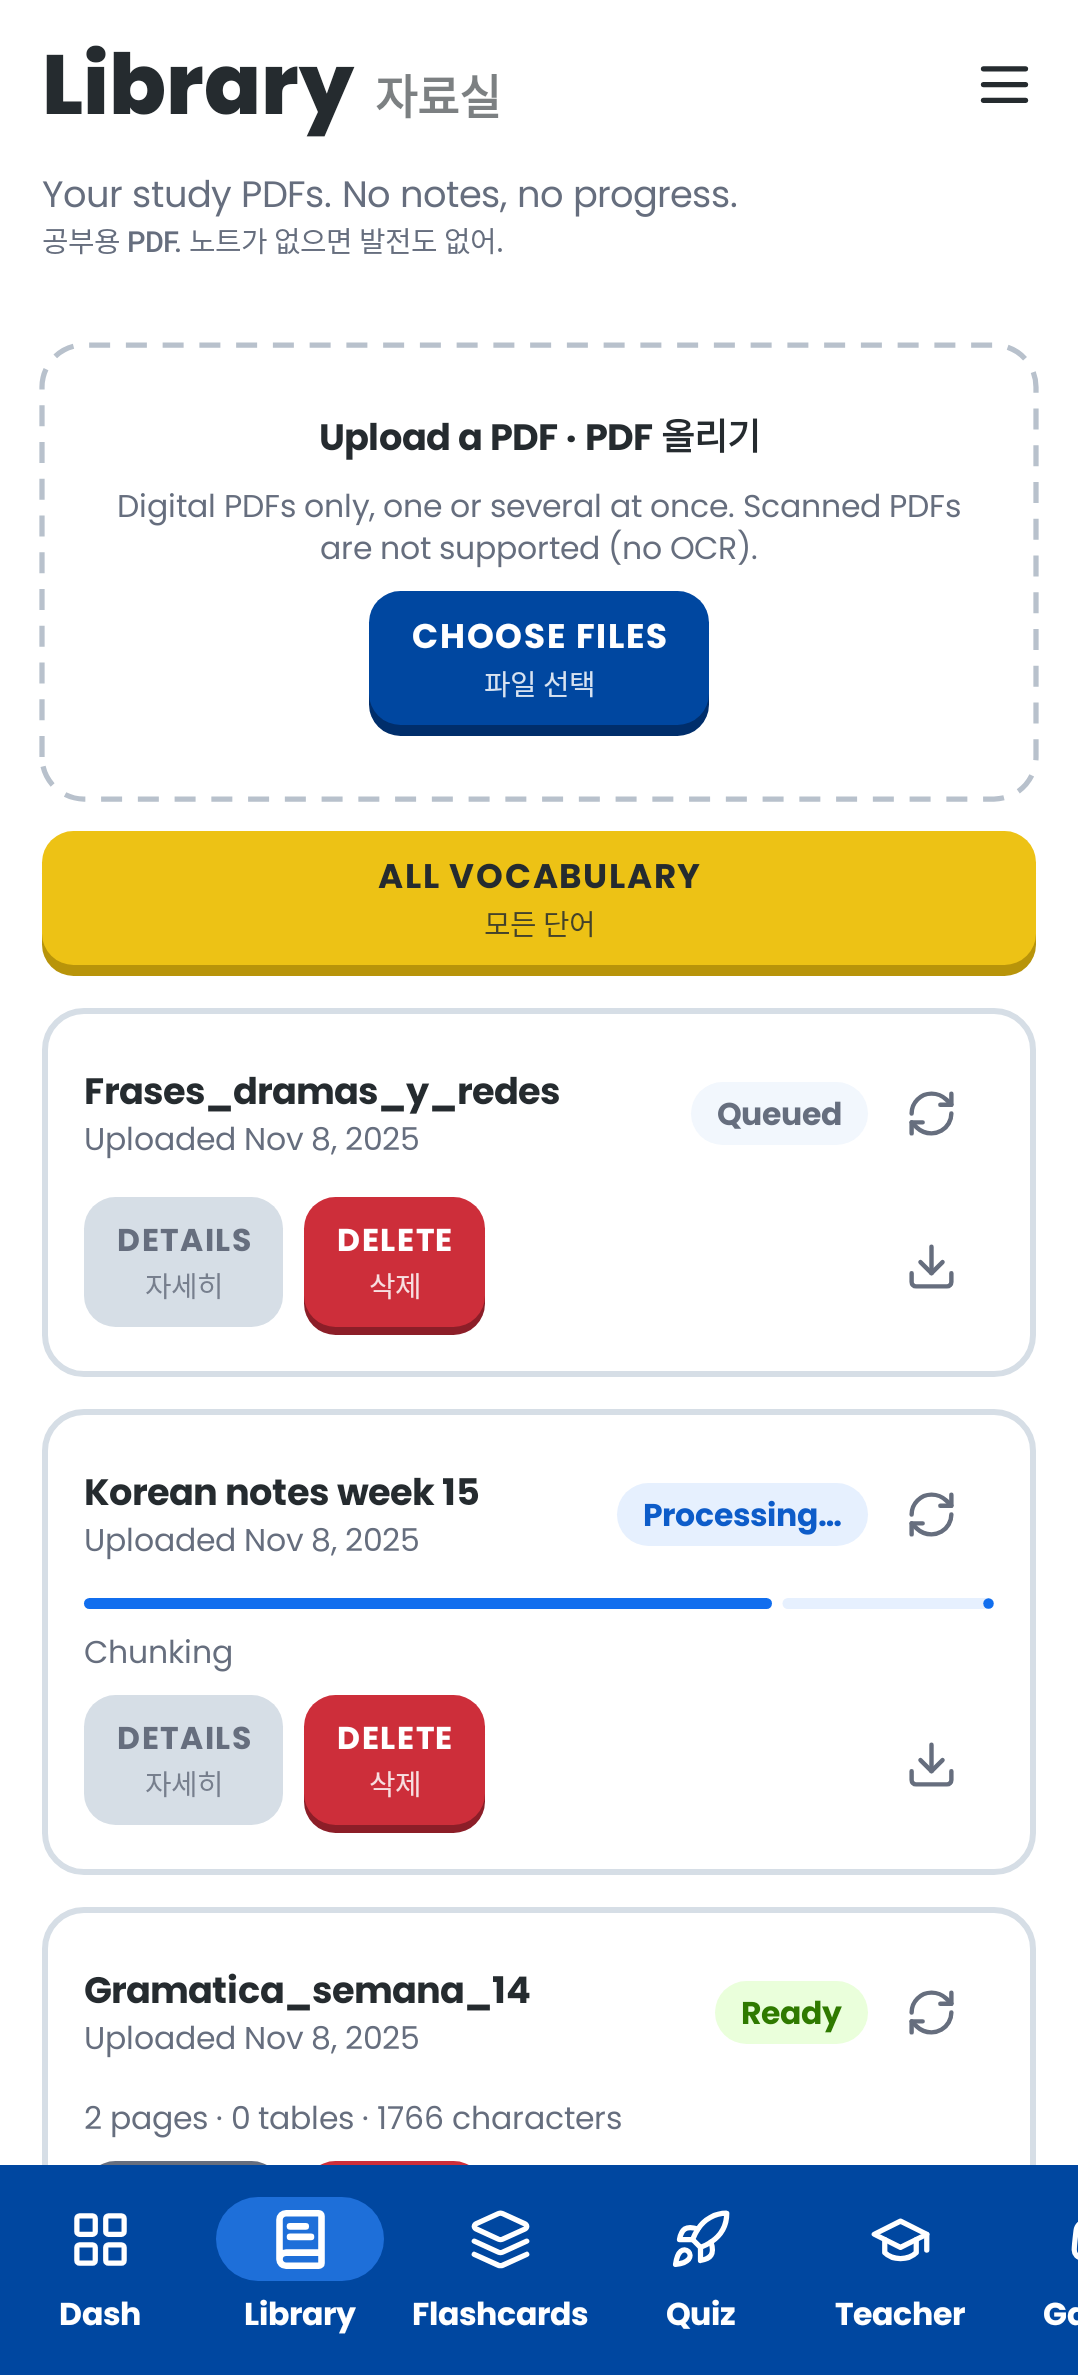 Library 자료실
Your study PDFs. No notes, no progress.
공부용 PDF. 노트가 없으면 발전도 없어.
Upload a PDF · PDF 올리기
Digital PDFs only, one or several at once. Scanned PDFs
are not supported (no OCR).
CHOOSE FILES
파일 선택
ALL VOCABULARY
모든 단어
Frases_dramas_y_redes
Uploaded Nov 8, 2025
Queued
DETAILS
자세히
DELETE
삭제
Korean notes week 15
Uploaded Nov 8, 2025
Processing...
Chunking
DETAILS
자세히
DELETE
삭제
Gramatica_semana_14
Uploaded Nov 8, 2025
Ready
2 pages · 0 tables · 1766 characters
Dash
Library
Flashcards
Quiz
Teacher